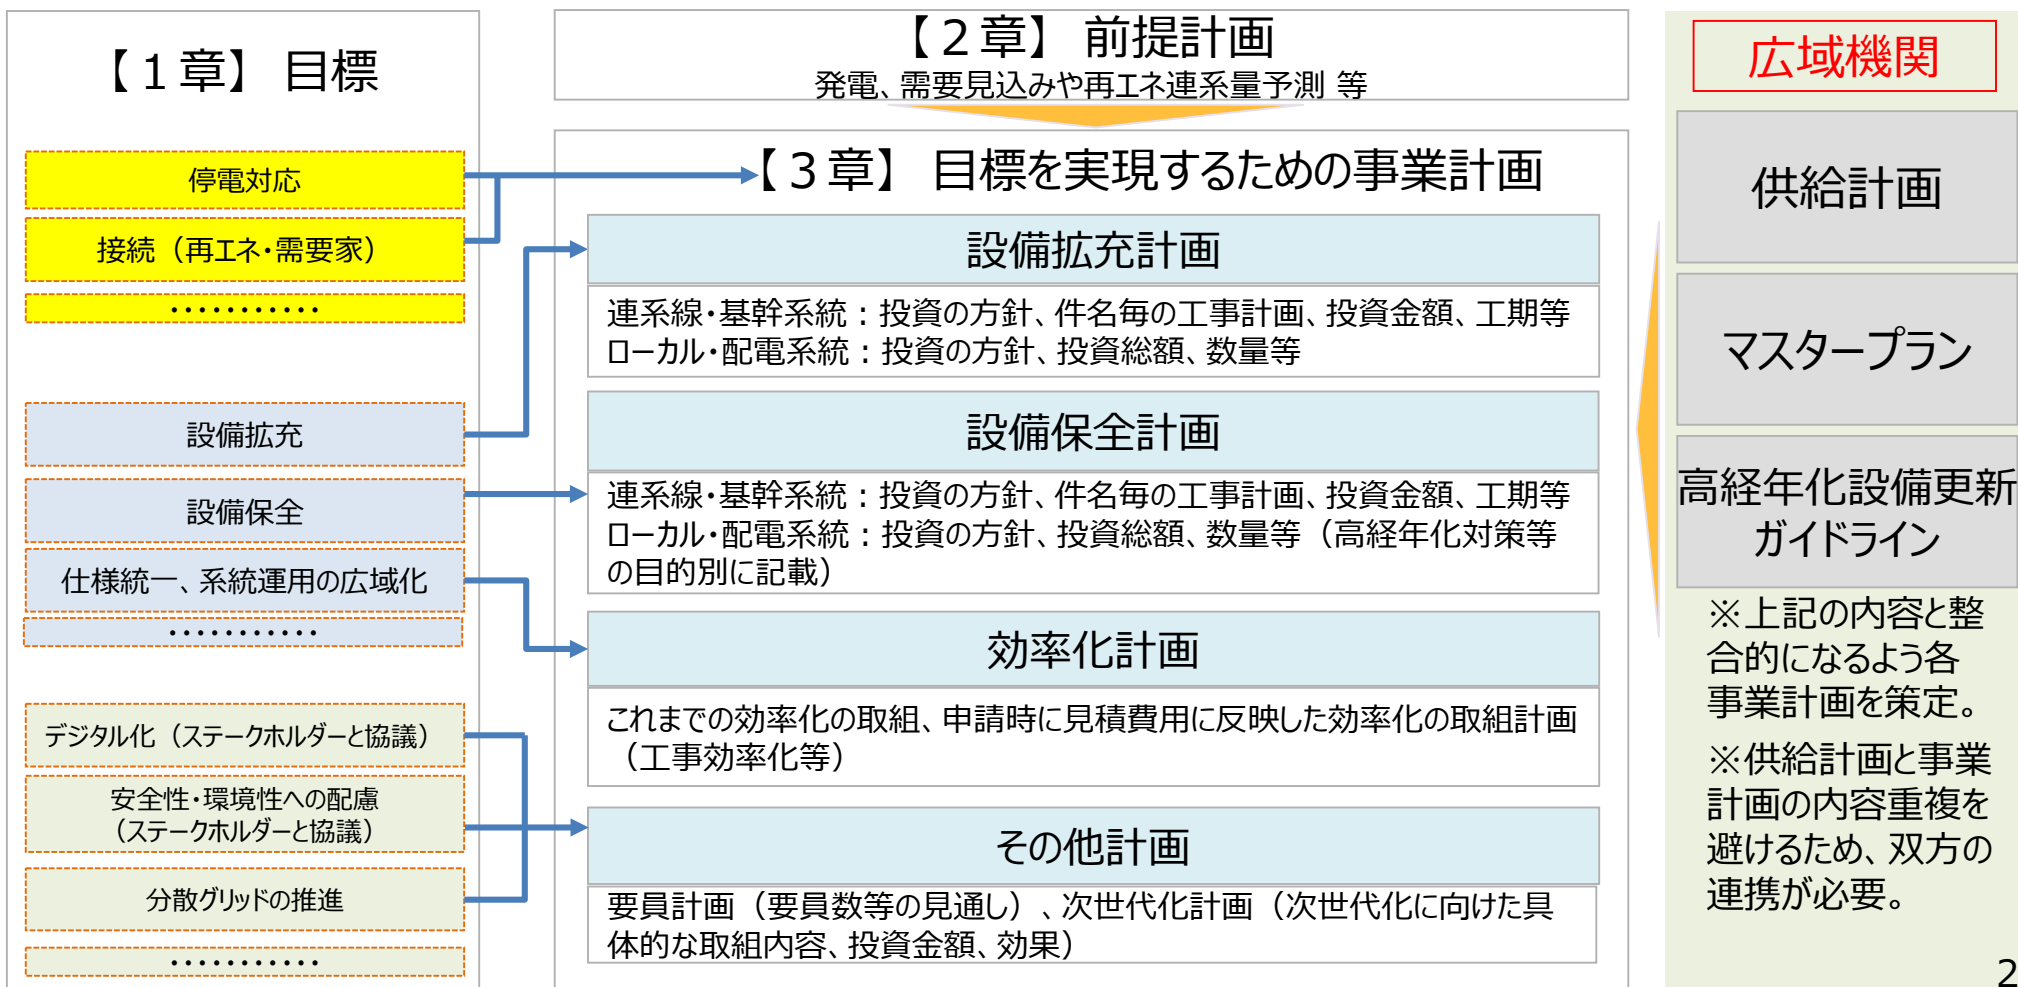 【１章】 目標
停電対応
接続（再エネ・需要家）
・・・・・・・・・・・
設備拡充
設備保全
仕様統一、系統運用の広域化
・・・・・・・・・・・
デジタル化（ステークホルダーと協議）
安全性・環境性への配慮
（ステークホルダーと協議）
分散グリッドの推進
・・・・・・・・・・・
【２章】 前提計画
発電、需要見込みや再エネ連系量予測 等
【３章】 目標を実現するための事業計画
設備拡充計画
連系線・基幹系統：投資の方針、件名毎の工事計画、投資金額、工期等
ローカル・配電系統：投資の方針、投資総額、数量等
設備保全計画
連系線・基幹系統：投資の方針、件名毎の工事計画、投資金額、工期等
ローカル・配電系統：投資の方針、投資総額、数量等（高経年化対策等
の目的別に記載）
効率化計画
これまでの効率化の取組、申請時に見積費用に反映した効率化の取組計画
（工事効率化等）
その他計画
要員計画（要員数等の見通し）、次世代化計画（次世代化に向けた具
体的な取組内容、投資金額、効果）
広域機関
供給計画
マスタープラン
高経年化設備更新
ガイドライン
※上記の内容と整
合的になるよう各
事業計画を策定。
※供給計画と事業
計画の内容重複を
避けるため、双方の
連携が必要。
2